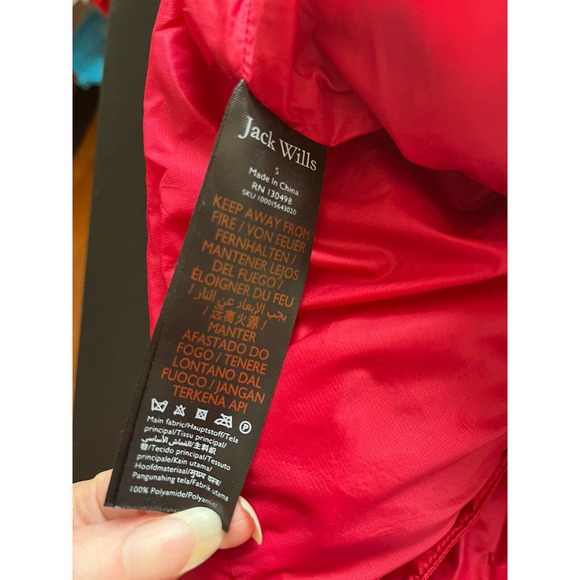 Jack Wills
S
Made In China
RN 130498
SKU 100015643020
KEEP AWAY FROM
FIRE / VON FEUER
FERNHALTEN /
MANTENER LEJOS
DEL FUEGO /
ÉLOIGNER DU FEU
/ يجب الإبعاد عن النار
/ 远离火源 /
MANTER
AFASTADO DO
FOGO / TENERE
LONTANO DAL
FUOCO / JANGAN
TERKENA API
P
Main fabric/Hauptstoff/Tela
principal/Tissu principal/
القماش الأساسي/主料织
物/Tecido principal/Tessuto
principale/Kain utama/
Hoofdmateriaal/मुख्य वस्त्र/
Pangunahing tela/Fabrik utama
100% Polyamide/Polyamid